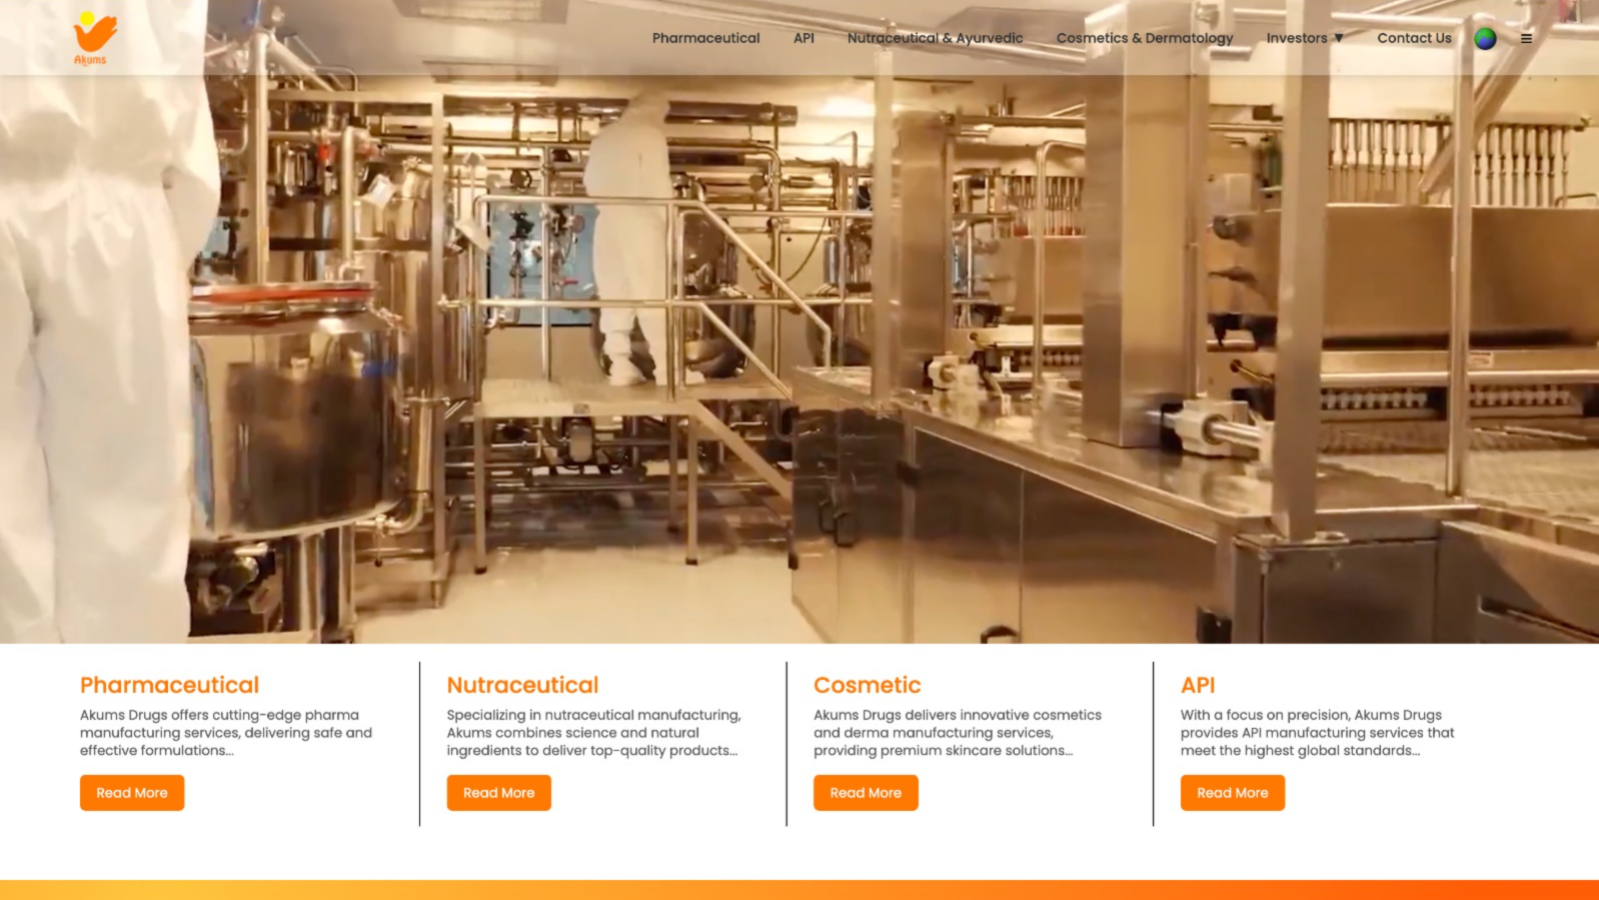 Akums
Pharmaceutical
API
Nutraceutical & Ayurvedic
Cosmetics & Dermatology
Investors ▼
Contact Us
Pharmaceutical
Akums Drugs offers cutting-edge pharma
manufacturing services, delivering safe and
effective formulations...
Read More
Nutraceutical
Specializing in nutraceutical manufacturing,
Akums combines science and natural
ingredients to deliver top-quality products...
Read More
Cosmetic
Akums Drugs delivers innovative cosmetics
and derma manufacturing services,
providing premium skincare solutions...
Read More
API
With a focus on precision, Akums Drugs
provides API manufacturing services that
meet the highest global standards...
Read More